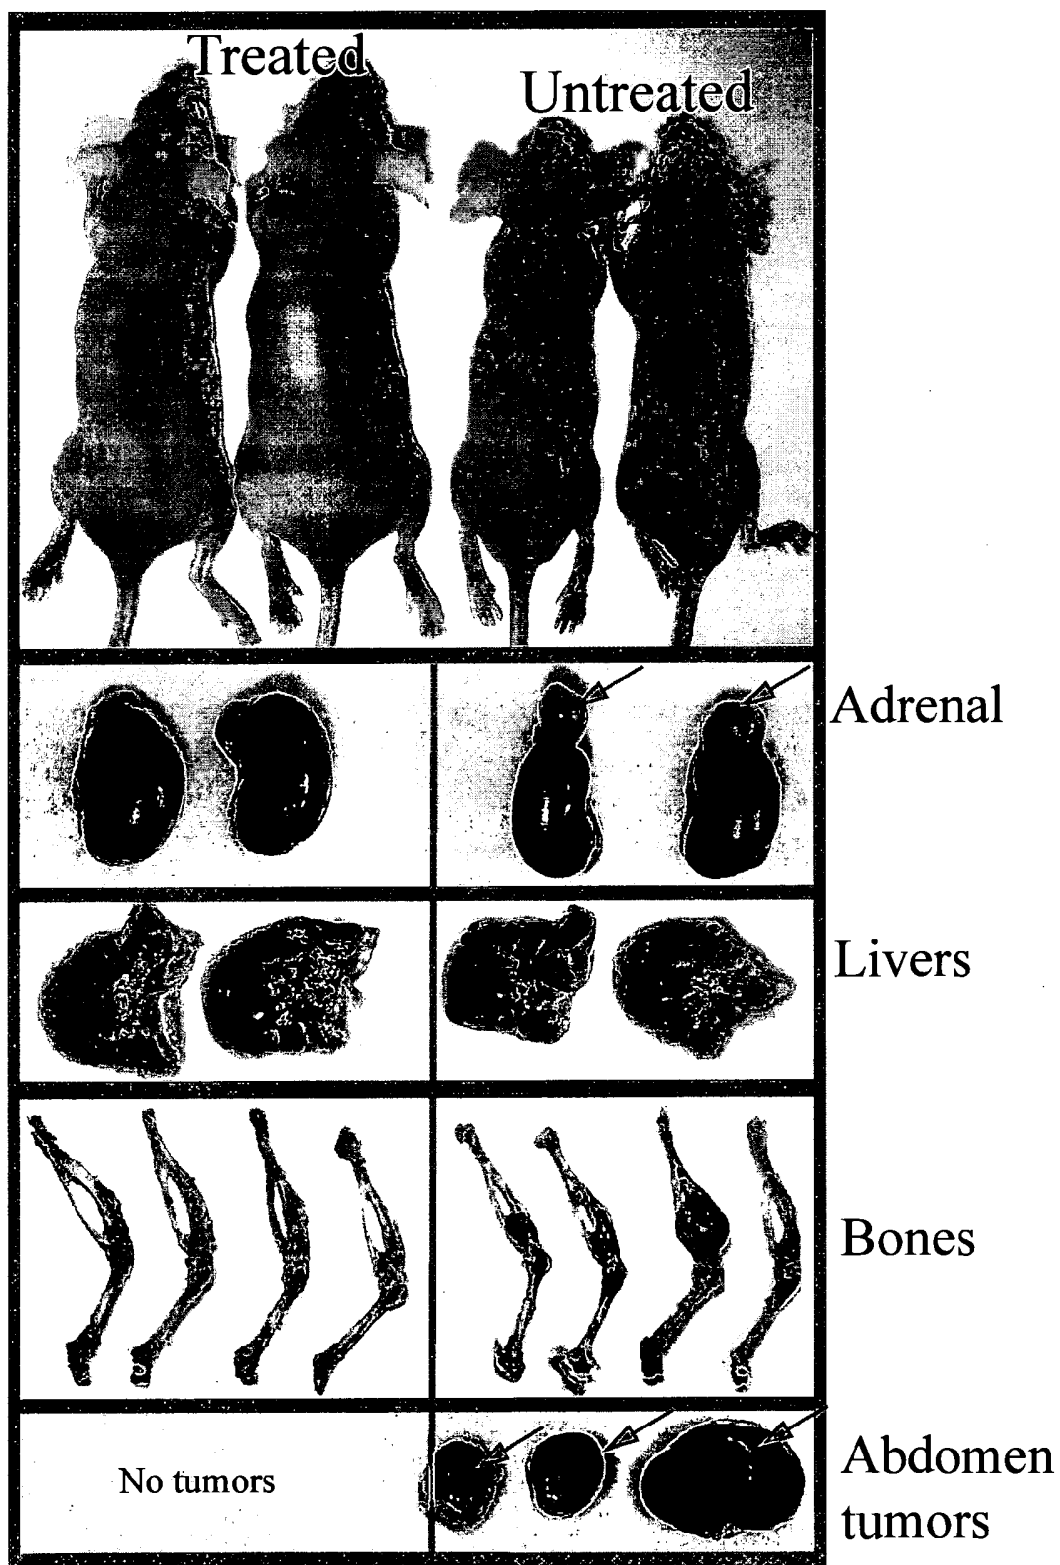 Treated
Untreated
Adrenal
Livers
Bones
No tumors
Abdomen
tumors